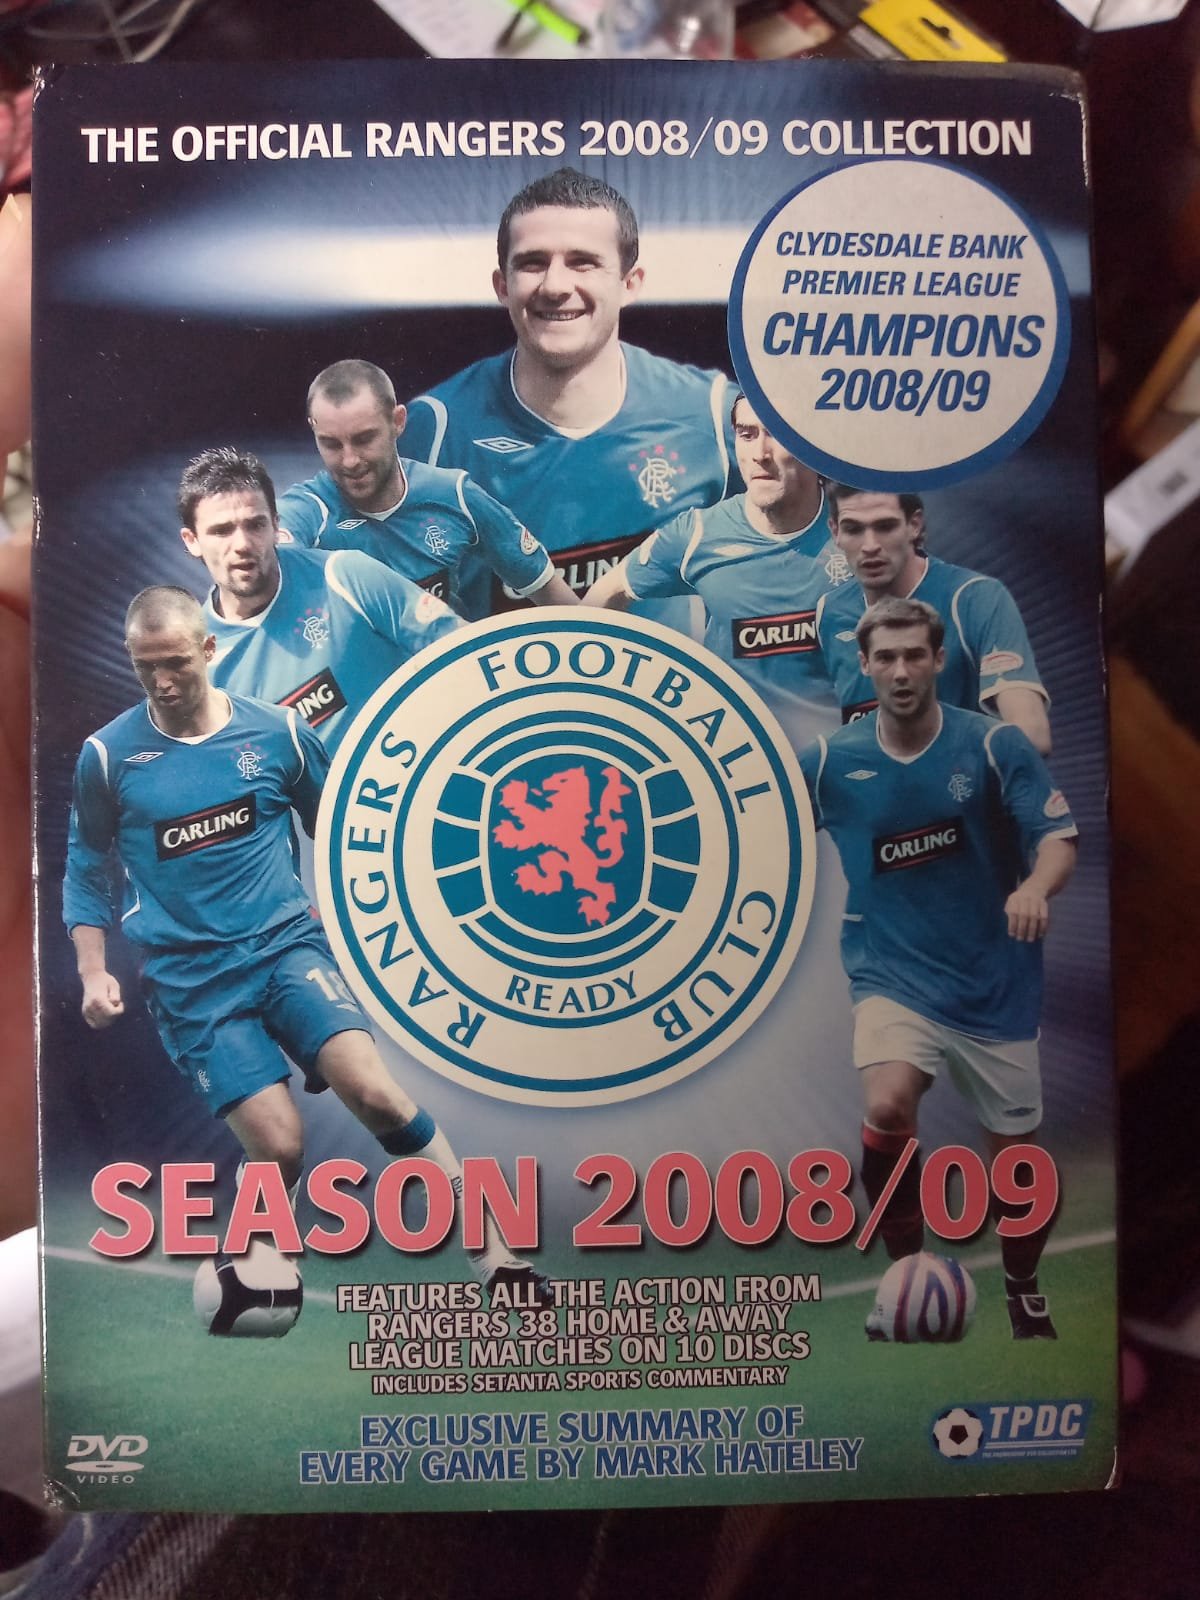 THE OFFICIAL RANGERS 2008/09 COLLECTION
CLYDESDALE BANK
PREMIER LEAGUE
CHAMPIONS
2008/09
CARLING
CARLING
RANGERS FOOTBALL CLUB
READY
18
SEASON 2008/09
FEATURES ALL THE ACTION FROM
RANGERS 38 HOME & AWAY
LEAGUE MATCHES ON 10 DISCS
INCLUDES SETANTA SPORTS COMMENTARY
EXCLUSIVE SUMMARY OF
EVERY GAME BY MARK HATELEY
DVD
VIDEO
TPDC